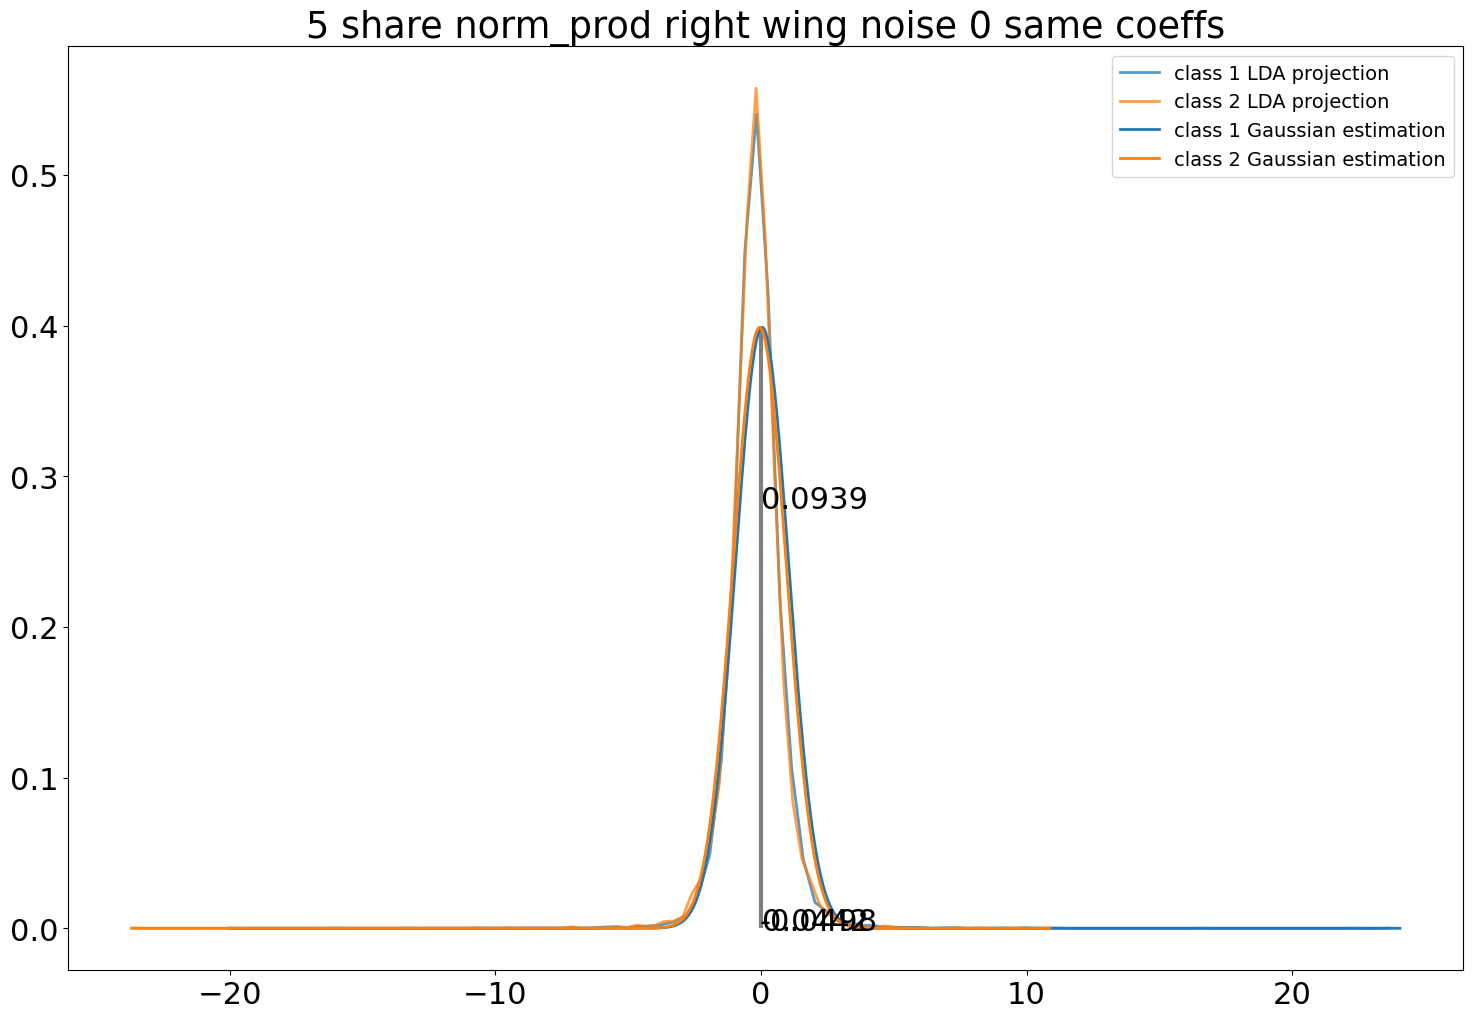 5 share norm_prod right wing noise 0 same coeffs
class 1 LDA projection
class 2 LDA projection
class 1 Gaussian estimation
class 2 Gaussian estimation
0.5
0.4
0.3
0.2
0.1
0.0
0.0939
−20
−10
0
10
20